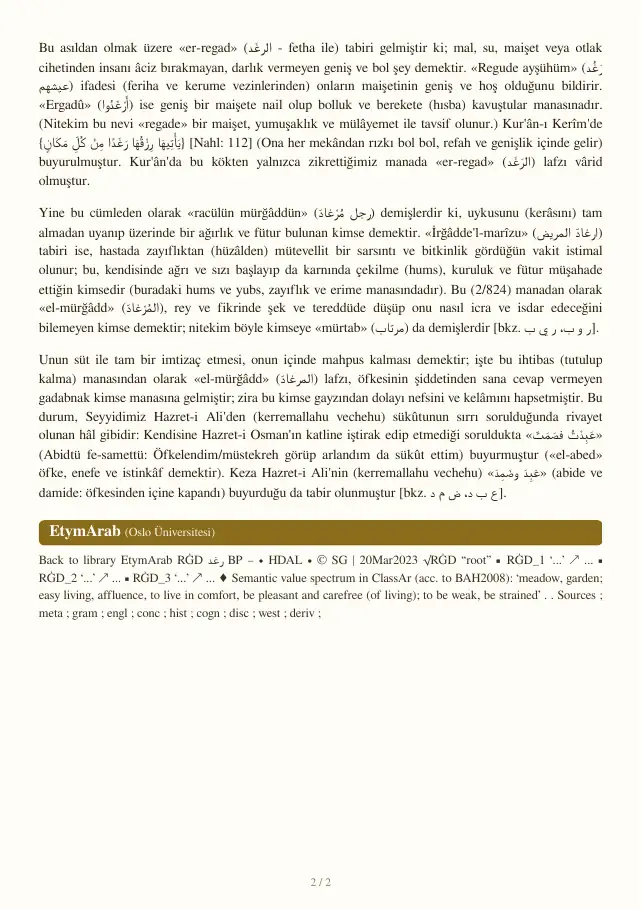 Bu asıldan olmak üzere «er-regad» (الرغَد - fetha ile) tabiri gelmiştir ki; mal, su, maişet veya otlak
cihetinden insanı âciz bırakmayan, darlık vermeyen geniş ve bol şey demektir. «Regude ayşühüm» (رَغُد
عيشهم) ifadesi (feriha ve kerume vezinlerinden) onların maişetinin geniş ve hoş olduğunu bildirir.
«Ergadû» (أَرْغَدُوا) ise geniş bir maişete nail olup bolluk ve berekete (hısba) kavuştular manasınadır.
(Nitekim bu nevi «regade» bir maişet, yumuşaklık ve mülâyemet ile tavsif olunur.) Kur'ân-ı Kerîm'de
{يَأْتِيهَا رِزْقُهَا رَغَدًا مِنْ كُلِّ مَكَانٍ} [Nahl: 112] (Ona her mekândan rızkı bol bol, refah ve genişlik içinde gelir)
buyurulmuştur. Kur'ân'da bu kökten yalnızca zikrettiğimiz manada «er-regad» (الرَغَد) lafzı vârid
olmuştur.
Yine bu cümleden olarak «racülün mürğâddün» (رجل مُرْغادّ) demişlerdir ki, uykusunu (kerâsını) tam
almadan uyanıp üzerinde bir ağırlık ve fütur bulunan kimse demektir. «İrğâdde'l-marîzu» (ارغادّ المريض)
tabiri ise, hastada zayıflıktan (hüzâlden) mütevellit bir sarsıntı ve bitkinlik gördüğün vakit istimal
olunur; bu, kendisinde ağrı ve sızı başlayıp da karnında çekilme (hums), kuruluk ve fütur müşahade
ettiğin kimsedir (buradaki hums ve yubs, zayıflık ve erime manasındadır). Bu (2/824) manadan olarak
«el-mürğâdd» (المُرْغادّ), rey ve fikrinde şek ve tereddüde düşüp onu nasıl icra ve isdar edeceğini
bilemeyen kimse demektir; nitekim böyle kimseye «mürtab» (مرتاب) da demişlerdir [bkz. ر و ب، ر ي ب].
Unun süt ile tam bir imtizaç etmesi, onun içinde mahpus kalması demektir; işte bu ihtibas (tutulup
kalma) manasından olarak «el-mürğâdd» (المرغادّ) lafzı, öfkesinin şiddetinden sana cevap vermeyen
gadabnak kimse manasına gelmiştir; zira bu kimse gayzından dolayı nefsini ve kelâmını hapsetmiştir. Bu
durum, Seyyidimiz Hazret-i Ali'den (kerremallahu vechehu) sükûtunun sırrı sorulduğunda rivayet
olunan hâl gibidir: Kendisine Hazret-i Osman'ın katline iştirak edip etmediği soruldukta «عَبِدْتُ فصَمَتّ»
(Abidtü fe-samettü: Öfkelendim/müstekreh görüp arlandım da sükût ettim) buyurmuştur («el-abed»
öfke, enefe ve istinkâf demektir). Keza Hazret-i Ali'nin (kerremallahu vechehu) «عَبِدَ وضَمِدَ» (abide ve
damide: öfkesinden içine kapandı) buyurduğu da tabir olunmuştur [bkz. ع ب د، ض م د].
EtymArab (Oslo Üniversitesi)
Back to library EtymArab RĠD رغد BP – • HDAL • © SG | 20Mar2023 √RĠD “root” ▪ RĠD_1 ‘...’ ↗ ... ▪
RĠD_2 ‘...’ ↗ ... ▪ RĠD_3 ‘...’ ↗ ... ♦ Semantic value spectrum in ClassAr (acc. to BAH2008): ‘meadow, garden;
easy living, affluence, to live in comfort, be pleasant and carefree (of living); to be weak, be strained’ . . Sources ;
meta ; gram ; engl ; conc ; hist ; cogn ; disc ; west ; deriv ;
2 / 2